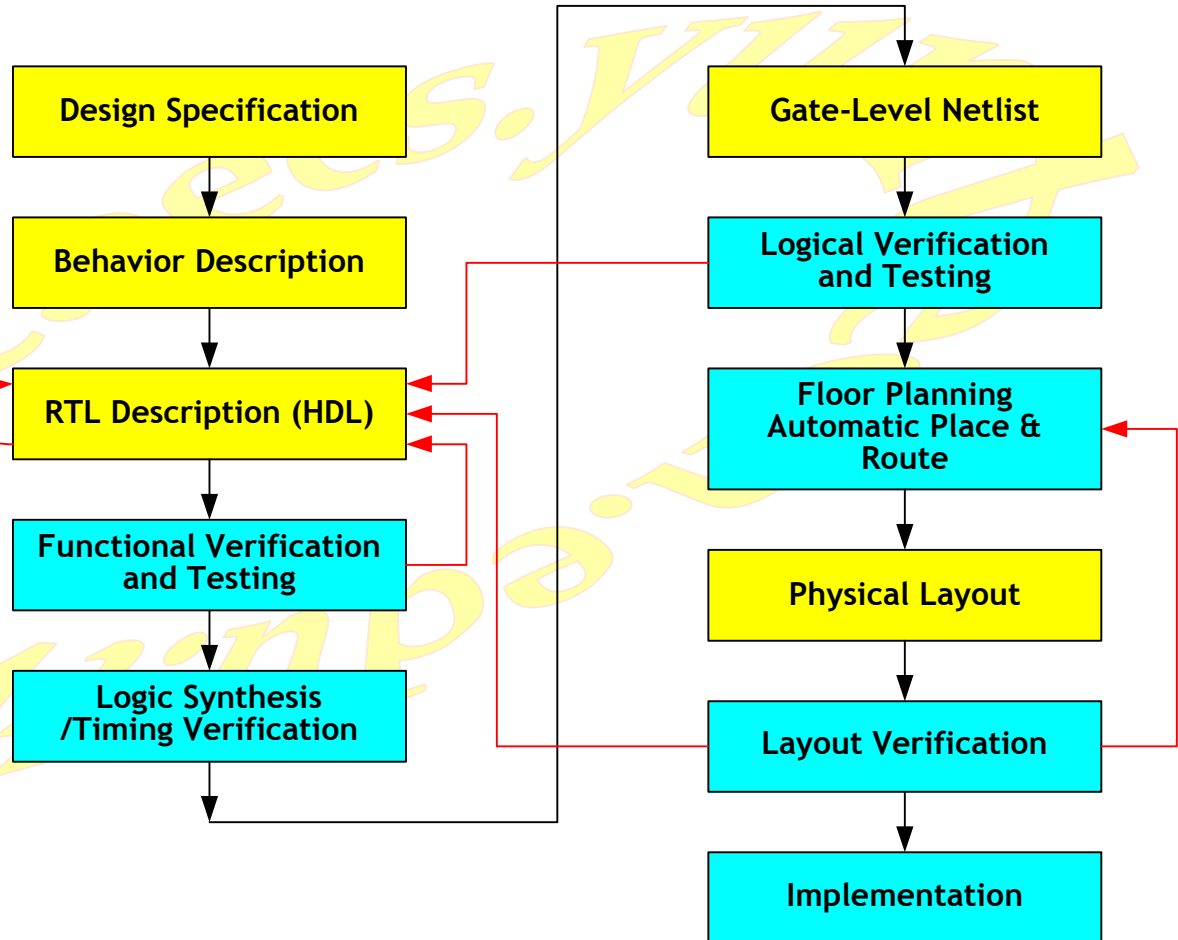 Design Specification
Behavior Description
RTL Description (HDL)
Functional Verification
and Testing
Logic Synthesis
/Timing Verification
Gate-Level Netlist
Logical Verification
and Testing
Floor Planning
Automatic Place &
Route
Physical Layout
Layout Verification
Implementation